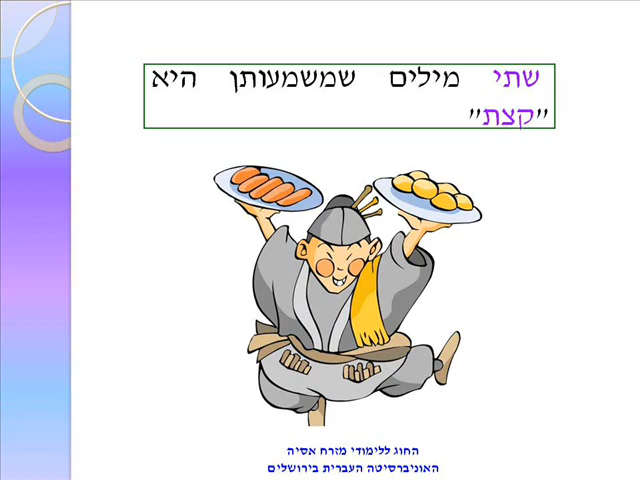 שתי מילים שמשמעותן היא
"קצת"
החוג ללימודי מזרח אסיה
האוניברסיטה העברית בירושלים